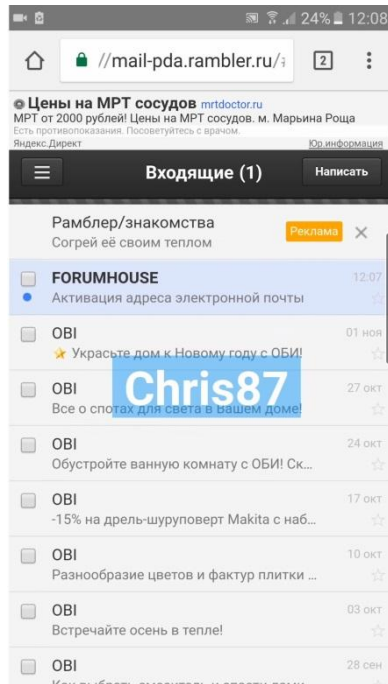 24% 12:08
//mail-pda.rambler.ru/
2
Цены на МРТ сосудов mrtdoctor.ru
МРТ от 2000 рублей! Цены на МРТ сосудов. м. Марьина Роща
Есть противопоказания. Посоветуйтесь с врачом.
Яндекс.Директ Юр.информация
Входящие (1) Написать
Рамблер/знакомства
Согрей её своим теплом
Реклама
FORUMHOUSE 12:07
Активация адреса электронной почты
OBI 01 ноя
Украсьте дом к Новому году с ОБИ!
Chris87
OBI 27 окт
Все о спотах для света в Вашем доме!
OBI 24 окт
Обустройте ванную комнату с ОБИ! Ск...
OBI 17 окт
-15% на дрель-шуруповерт Makita с наб...
OBI 10 окт
Разнообразие цветов и фактур плитки ...
OBI 03 окт
Встречайте осень в тепле!
OBI 28 сен